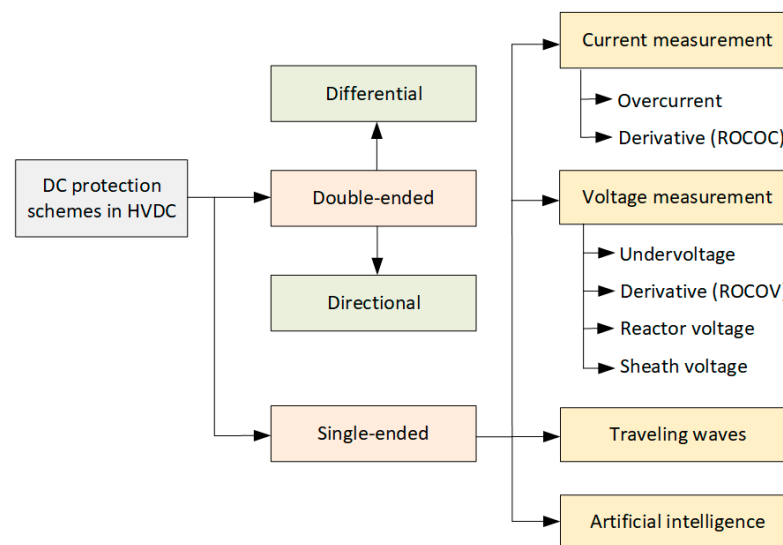 DC protection
schemes in HVDC
Differential
Double-ended
Directional
Single-ended
Current measurement
Overcurrent
Derivative (ROCOC)
Voltage measurement
Undervoltage
Derivative (ROCOV)
Reactor voltage
Sheath voltage
Traveling waves
Artificial intelligence